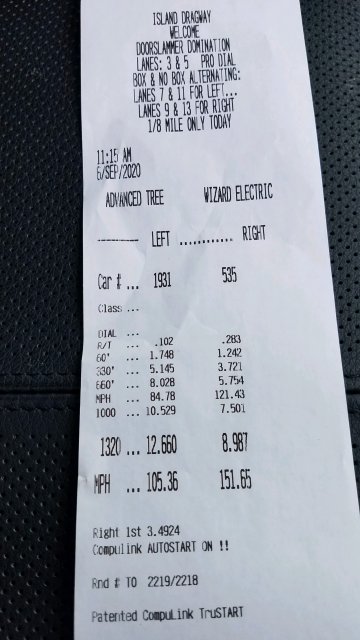 ISLAND DRAGWAY
WELCOME
DOORSLAMMER DOMINATION
LANES: 3 & 5 PRO DIAL
BOX & NO BOX ALTERNATING:
LANES 7 & 11 FOR LEFT...
LANES 9 & 13 FOR RIGHT
1/8 MILE ONLY TODAY
11:15 AM
6/SEP/2020
ADVANCED TREE WIZARD ELECTRIC
--------- LEFT ............ RIGHT
Car # ... 1931 535
Class ...
DIAL ...
R/T ... .102 .283
60' ... 1.748 1.242
330' ... 5.145 3.721
660' ... 8.028 5.754
MPH ... 84.78 121.43
1000 ... 10.529 7.501
1320 ... 12.660 8.987
MPH ... 105.36 151.65
Right 1st 3.4924
Compulink AUTOSTART ON !!
Rnd # TO 2219/2218
Patented CompuLink TruSTART